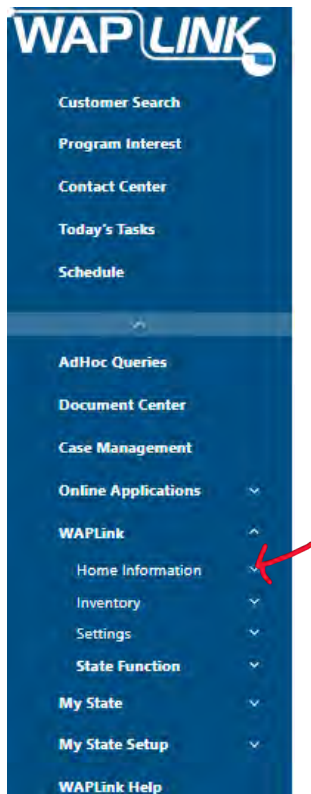 WAP LINK
Customer Search
Program Interest
Contact Center
Today's Tasks
Schedule
AdHoc Queries
Document Center
Case Management
Online Applications
WAPLink
Home Information
Inventory
Settings
State Function
My State
My State Setup
WAPLink Help